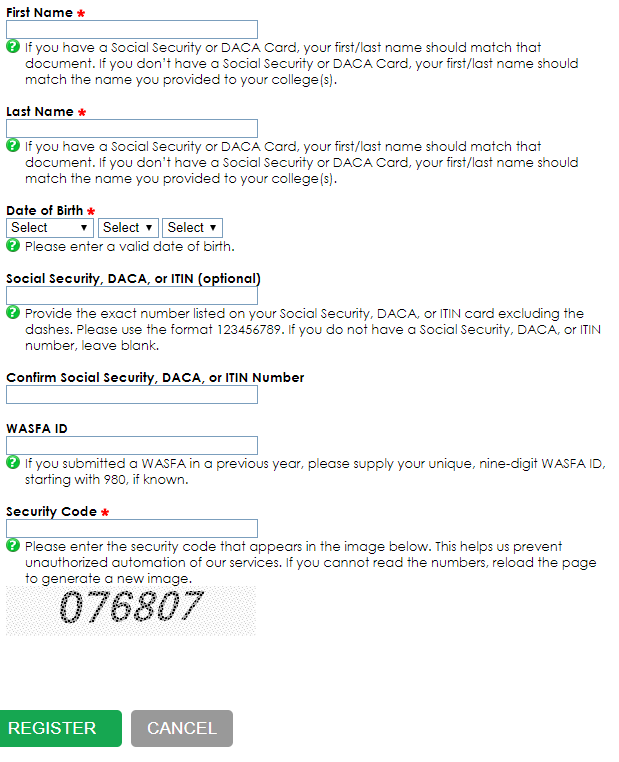 First Name *
If you have a Social Security or DACA Card, your first/last name should match that
document. If you don't have a Social Security or DACA Card, your first/last name should
match the name you provided to your college(s).
Last Name *
If you have a Social Security or DACA Card, your first/last name should match that
document. If you don't have a Social Security or DACA Card, your first/last name should
match the name you provided to your college(s).
Date of Birth *
Select Select Select
Please enter a valid date of birth.
Social Security, DACA, or ITIN (optional)
Provide the exact number listed on your Social Security, DACA, or ITIN card excluding the
dashes. Please use the format 123456789. If you do not have a Social Security, DACA, or ITIN
number, leave blank.
Confirm Social Security, DACA, or ITIN Number
WASFA ID
If you submitted a WASFA in a previous year, please supply your unique, nine-digit WASFA ID,
starting with 980, if known.
Security Code *
Please enter the security code that appears in the image below. This helps us prevent
unauthorized automation of our services. If you cannot read the numbers, reload the page
to generate a new image.
076807
REGISTER CANCEL